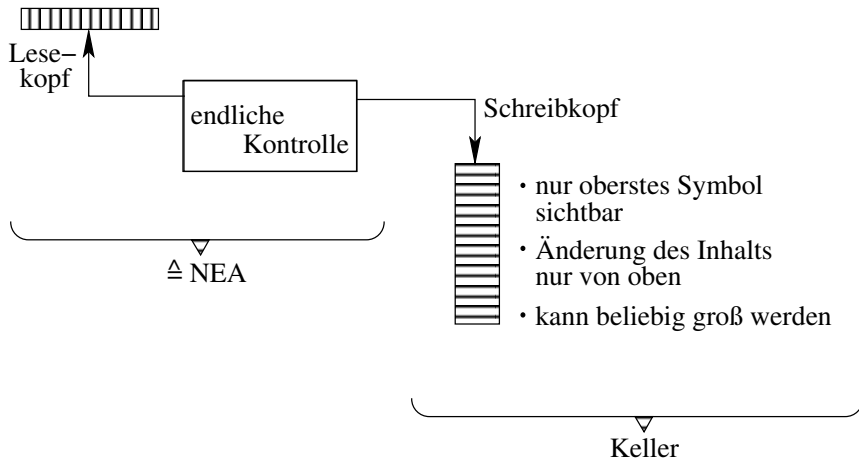 Lese–
kopf
endliche
Kontrolle
Schreibkopf
· nur oberstes Symbol
sichtbar
· Änderung des Inhalts
nur von oben
· kann beliebig groß werden
≙ NEA
Keller